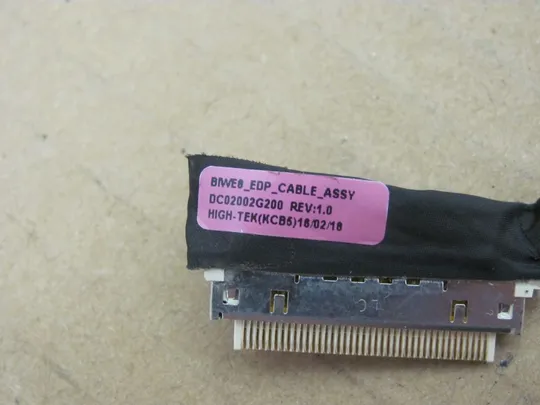 BIWE8_EDP_CABLE_ASSY
DC02002G200 REV:1.0
HIGH-TEK(KCB5)18/02/18